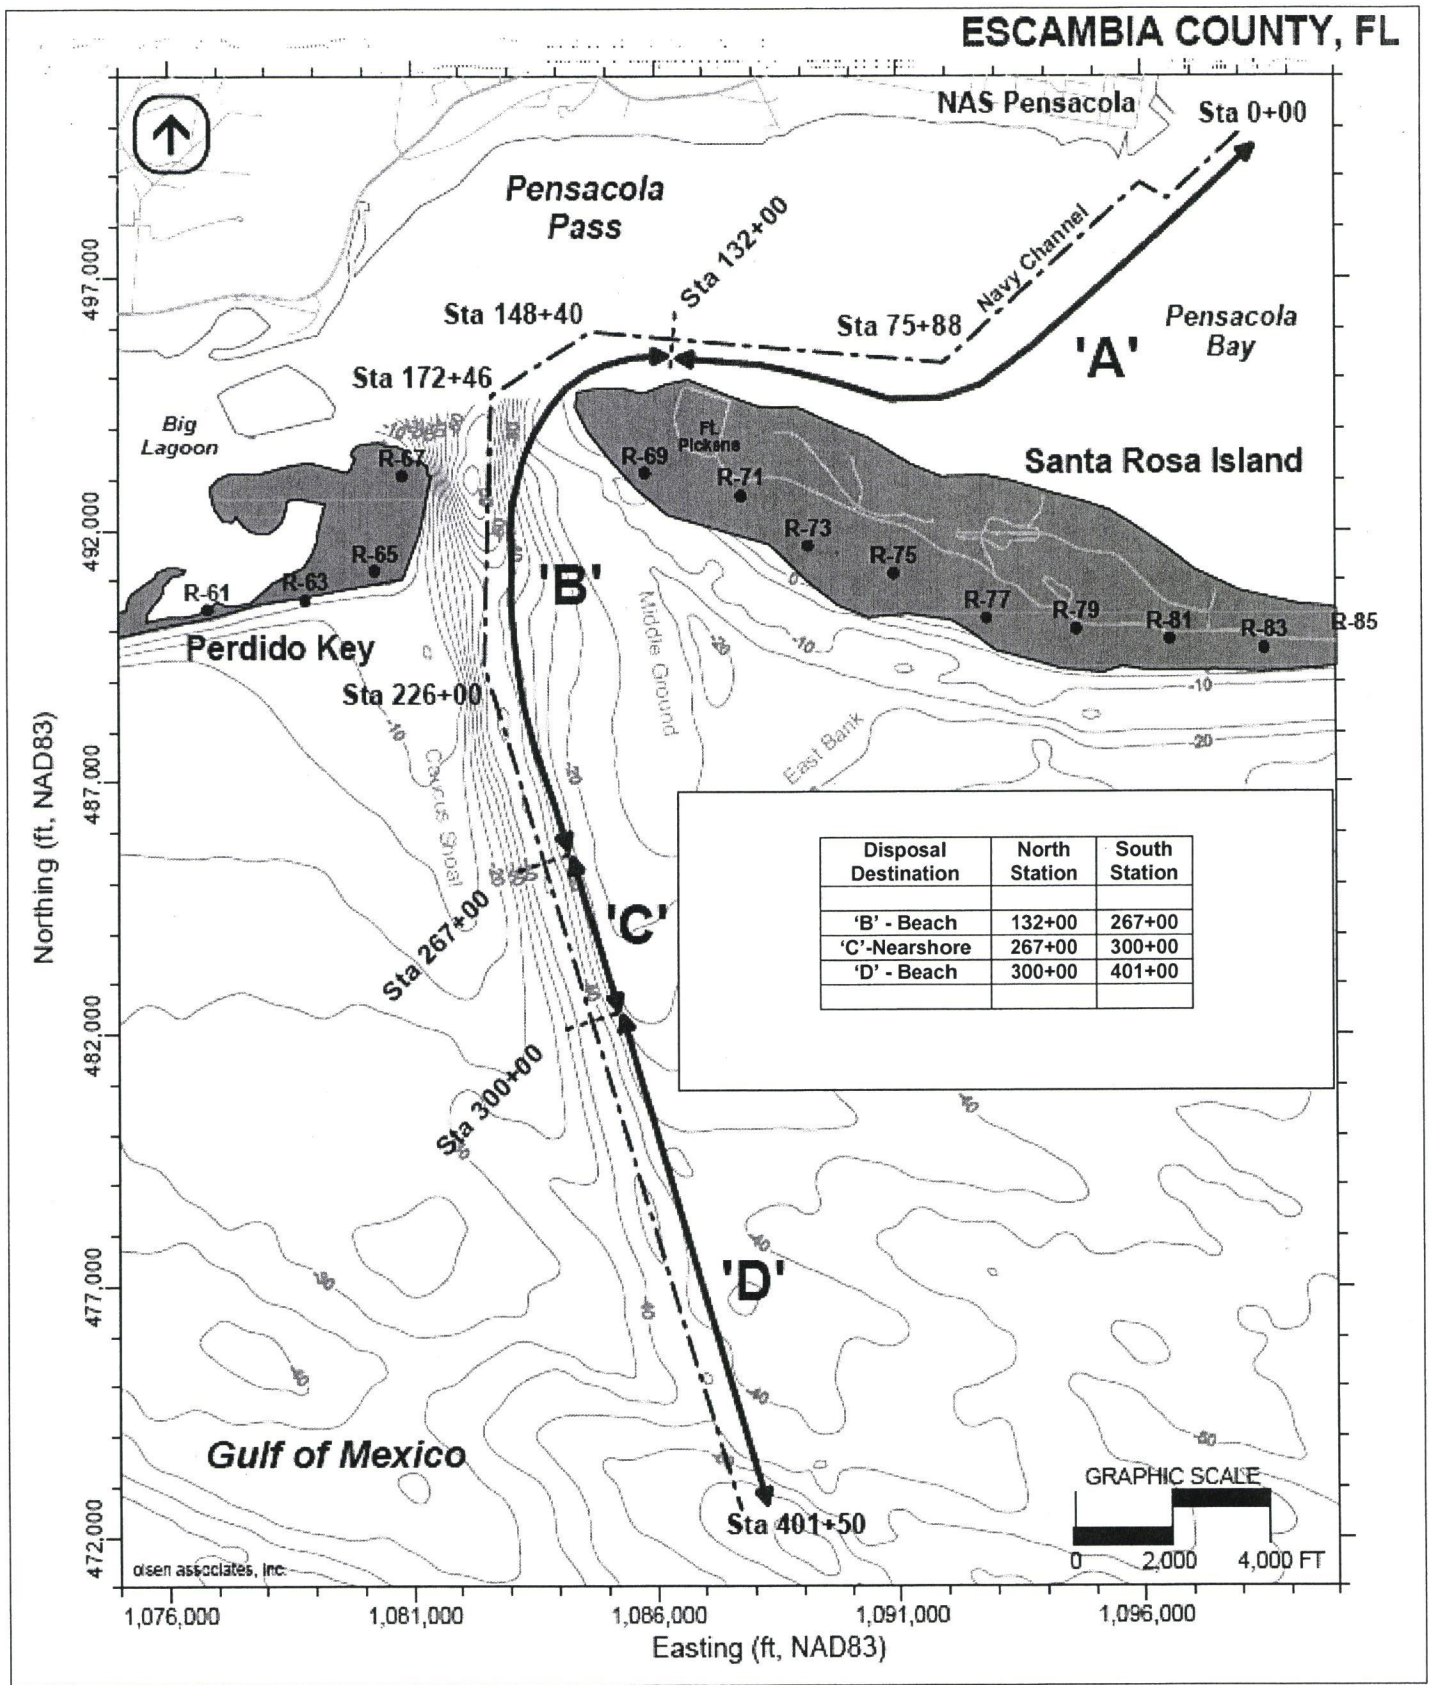 ESCAMBIA COUNTY, FL
NAS Pensacola
Sta 0+00
Pensacola
Pass
Sta 132+00
Navy Channel
Sta 148+40
Sta 75+88
Pensacola
Bay
'A'
Sta 172+46
Big
Lagoon
Ft.
Pickens
Santa Rosa Island
R-67
R-69
R-71
R-73
R-75
R-77
R-79
R-81
R-83
R-85
R-65
R-63
R-61
'B'
Perdido Key
Middle Ground
-20
-10
0
-10
-20
Sta 226+00
-10
East Bank
Caucus Shoal
-20
Sta 267+00
'C'
Disposal
Destination
North
Station
South
Station
'B' - Beach
132+00
267+00
'C'-Nearshore
267+00
300+00
'D' - Beach
300+00
401+00
Sta 300+00
'D'
Gulf of Mexico
Sta 401+50
GRAPHIC SCALE
0
2,000
4,000 FT
olsen associates, inc.
Northing (ft, NAD83)
497,000
492,000
487,000
482,000
477,000
472,000
1,076,000
1,081,000
1,086,000
1,091,000
1,096,000
Easting (ft, NAD83)